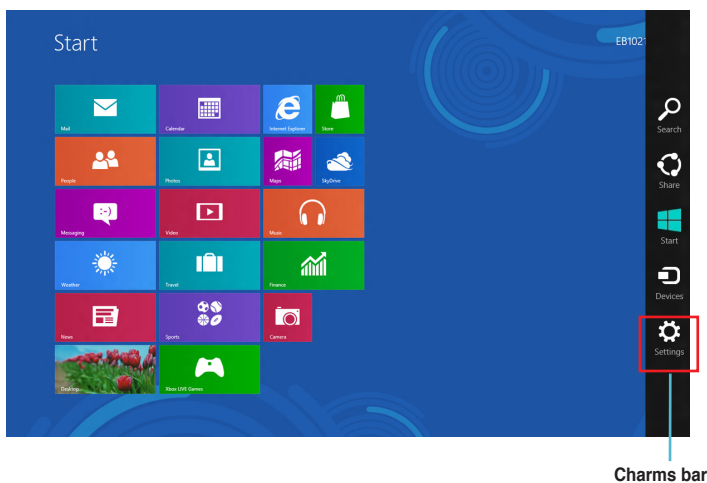 Start
EB102
Mail
Calendar
Internet Explorer
Store
People
Photos
Maps
SkyDrive
Messaging
:-)
Video
Music
Weather
Travel
Finance
News
Sports
Camera
Desktop
Xbox LIVE Games
Search
Share
Start
Devices
Settings
Charms bar